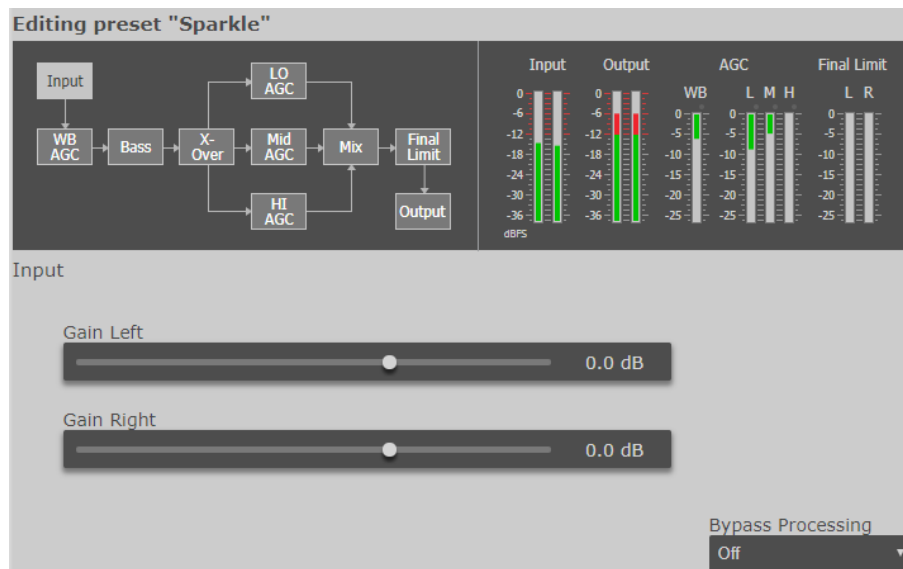 Editing preset "Sparkle"
Input
WB AGC
Bass
X-Over
LO AGC
Mid AGC
HI AGC
Mix
Final Limit
Output
Input Output AGC Final Limit
WB L M H L R
0 0 0 0 0
-6 -6 -5 -5 -5
-12 -12 -10 -10 -10
-18 -18 -15 -15 -15
-24 -24 -20 -20 -20
-30 -30 -25 -25 -25
-36 -36
dBFS
Input
Gain Left
0.0 dB
Gain Right
0.0 dB
Bypass Processing
Off